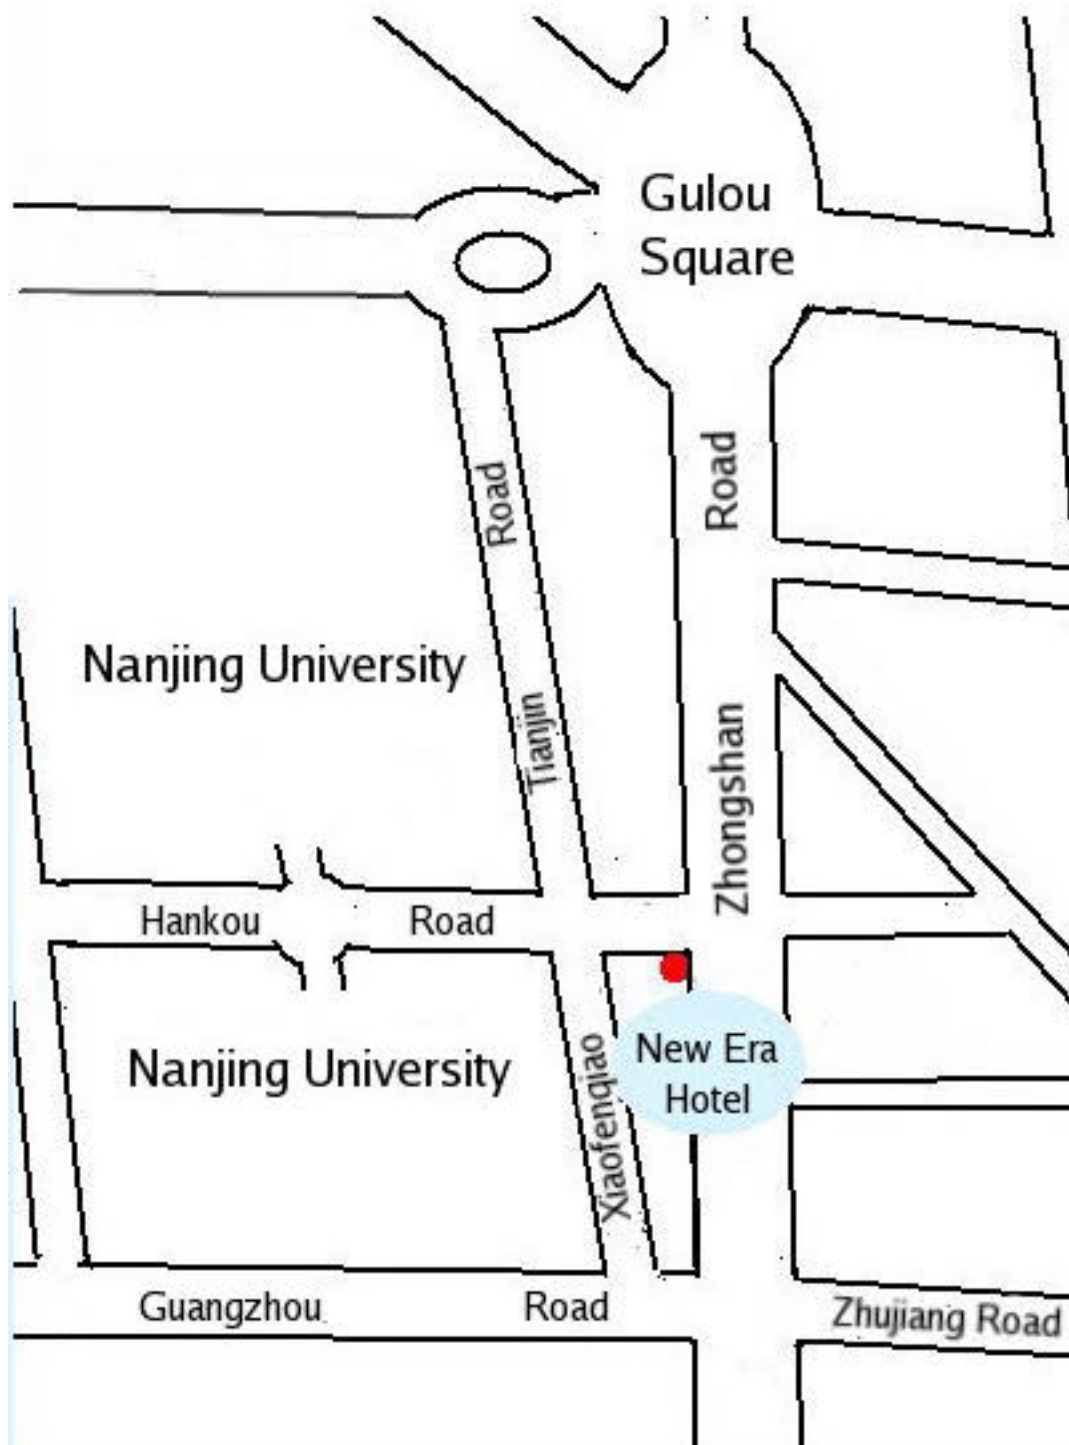 Gulou
Square
Road
Road
Nanjing University
Tianjin
Zhongshan
Hankou
Road
New Era
Hotel
Nanjing University
Xiaofenqiao
Guangzhou
Road
Zhujiang Road